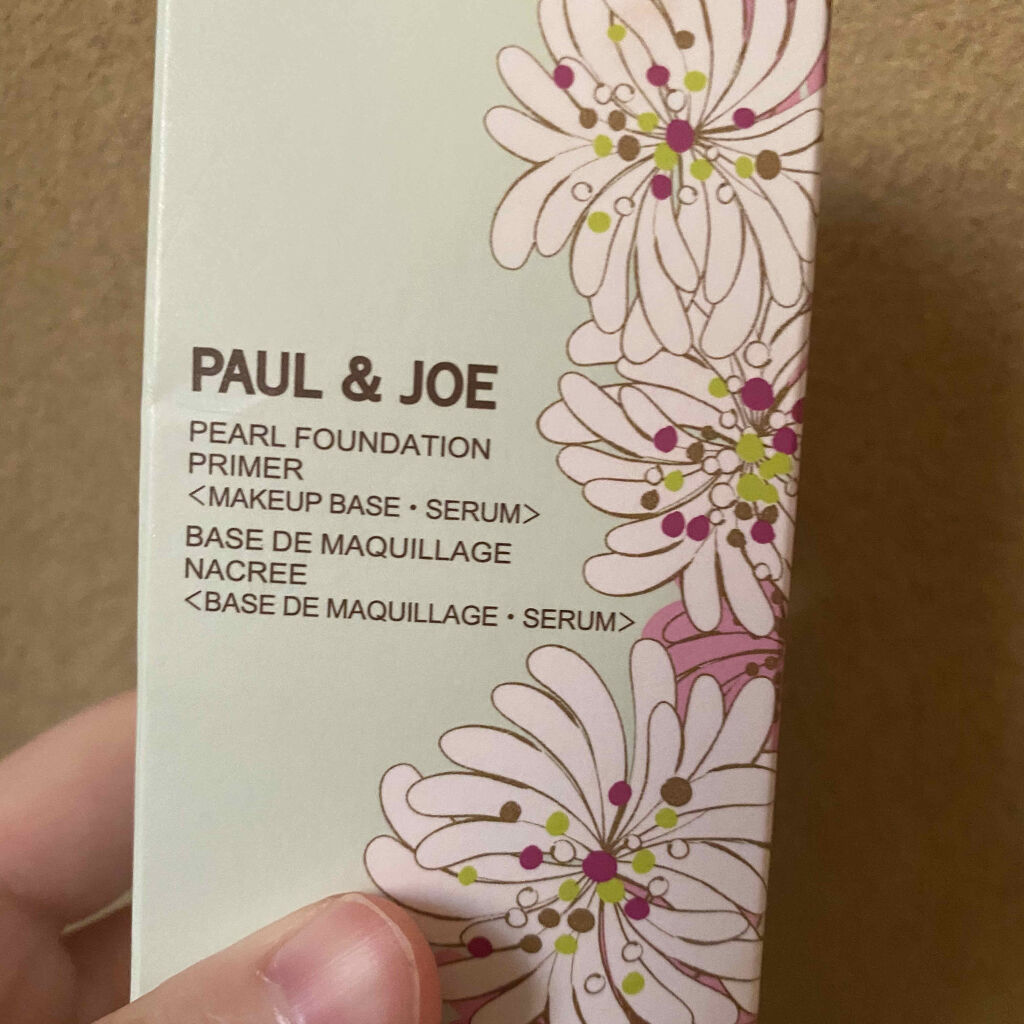 PAUL & JOE
PEARL FOUNDATION
PRIMER
<MAKEUP BASE・SERUM>
BASE DE MAQUILLAGE
NACREE
<BASE DE MAQUILLAGE・SERUM>